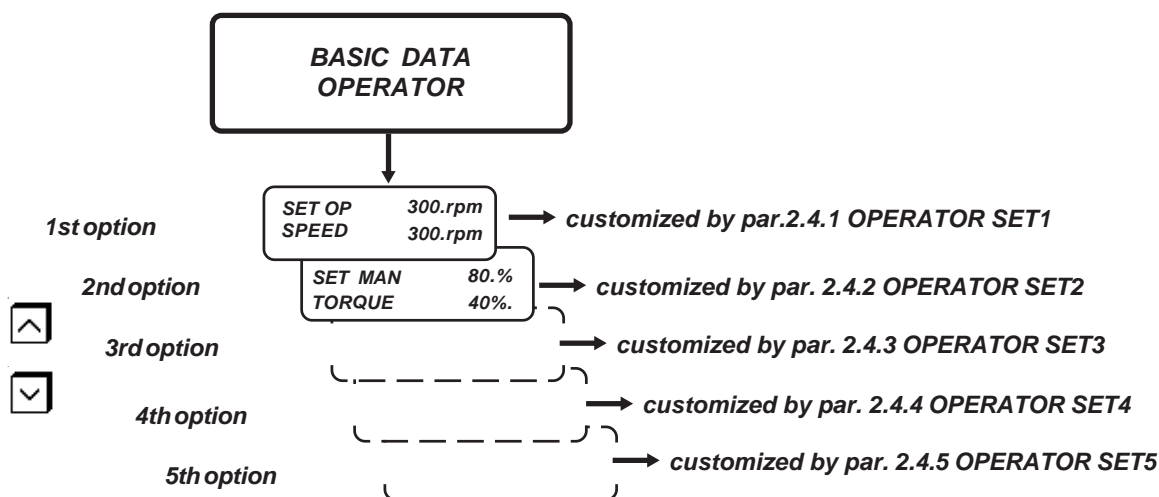 BASIC DATA
OPERATOR
1st option
SET OP 300.rpm
SPEED 300.rpm
customized by par.2.4.1 OPERATOR SET1
2nd option
SET MAN 80.%
TORQUE 40%.
customized by par. 2.4.2 OPERATOR SET2
3rd option
customized by par. 2.4.3 OPERATOR SET3
4th option
customized by par. 2.4.4 OPERATOR SET4
5th option
customized by par. 2.4.5 OPERATOR SET5